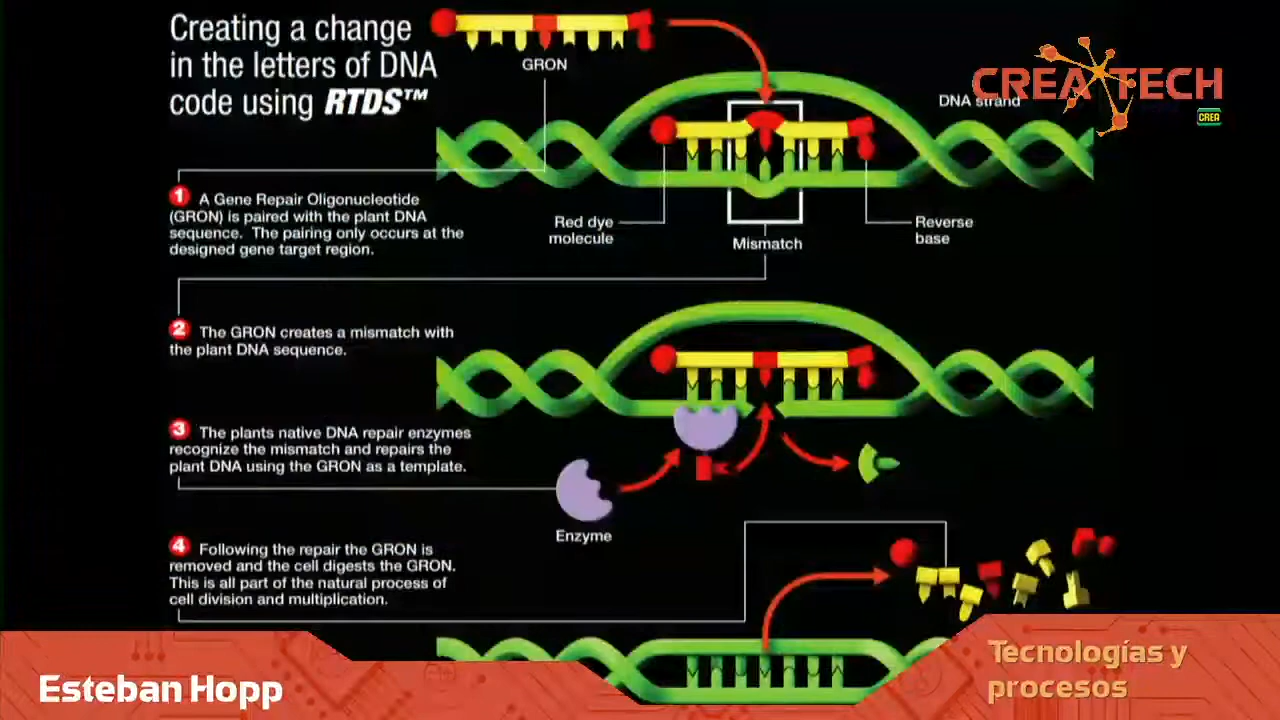 Creating a change
in the letters of DNA
code using RTDS™
GRON
CREA TECH
DNA strand
CREA
1 A Gene Repair Oligonucleotide
(GRON) is paired with the plant DNA
sequence. The pairing only occurs at the
designed gene target region.
Red dye
molecule
Mismatch
Reverse
base
2 The GRON creates a mismatch with
the plant DNA sequence.
3 The plants native DNA repair enzymes
recognize the mismatch and repairs the
plant DNA using the GRON as a template.
Enzyme
4 Following the repair the GRON is
removed and the cell digests the GRON.
This is all part of the natural process of
cell division and multiplication.
Esteban Hopp
Tecnologías y
procesos